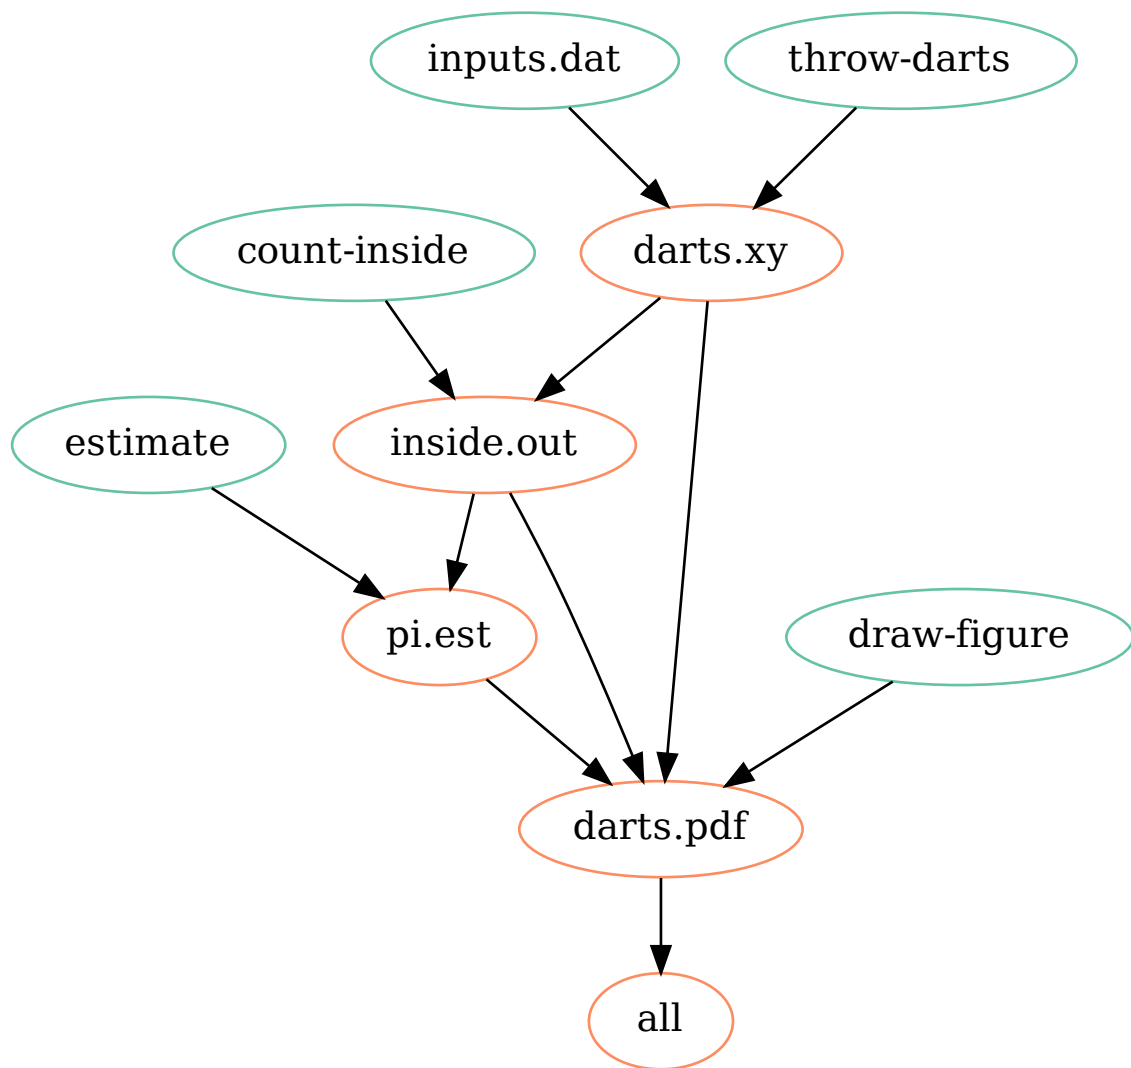 inputs.dat
throw-darts
count-inside
darts.xy
estimate
inside.out
pi.est
draw-figure
darts.pdf
all